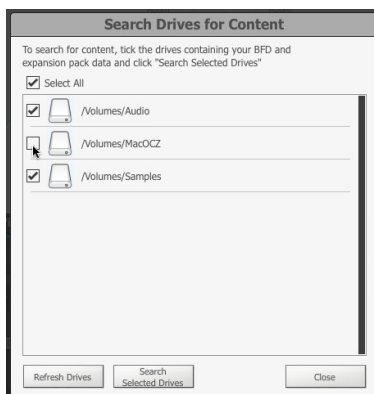 Search Drives for Content
To search for content, tick the drives containing your BFD and
expansion pack data and click "Search Selected Drives"
Select All
/Volumes/Audio
/Volumes/MacOCZ
/Volumes/Samples
Refresh Drives
Search
Selected Drives
Close